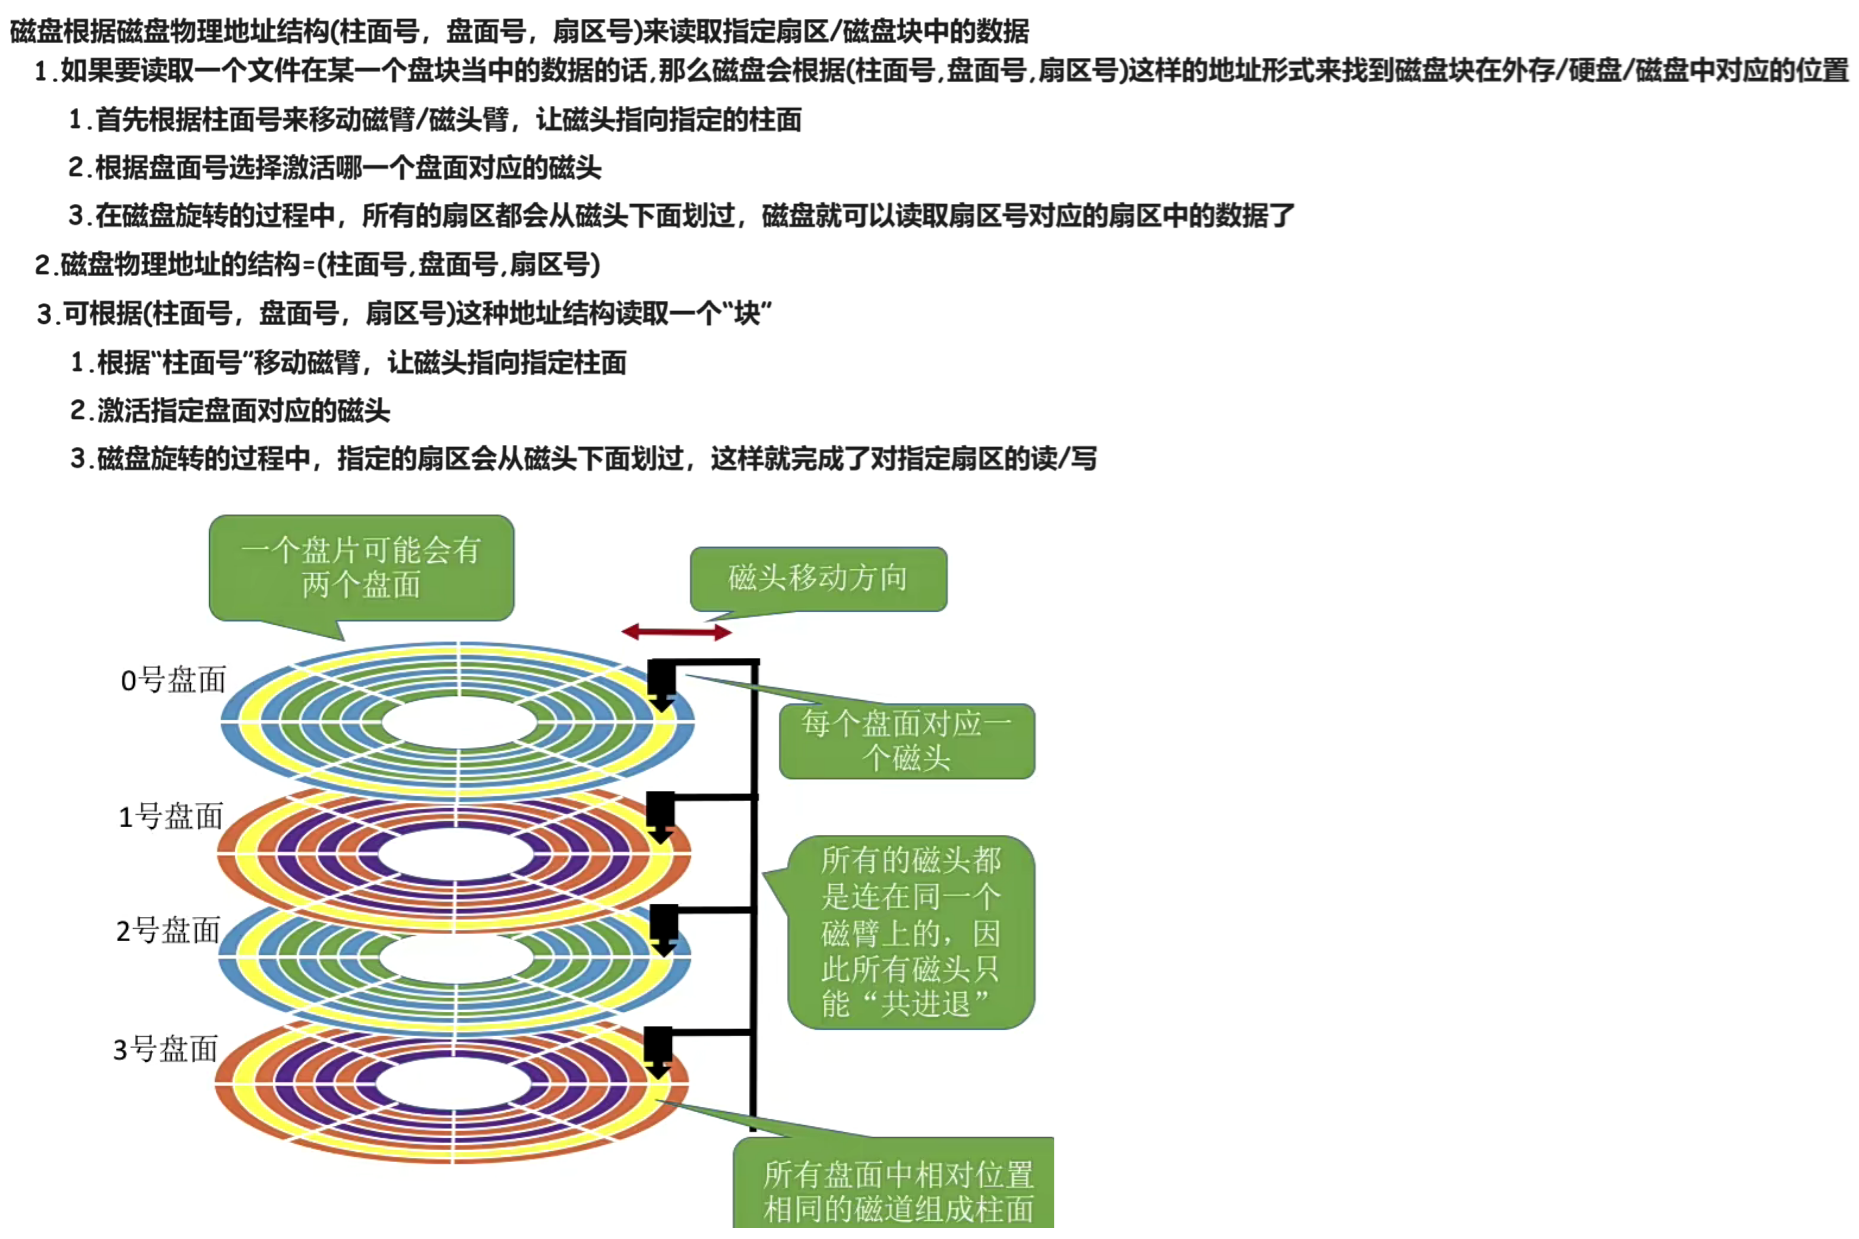 磁盘根据磁盘物理地址结构(柱面号，盘面号，扇区号)来读取指定扇区/磁盘块中的数据
1.如果要读取一个文件在某一个盘块当中的数据的话,那么磁盘会根据(柱面号,盘面号,扇区号)这样的地址形式来找到磁盘块在外存/硬盘/磁盘中对应的位置
1.首先根据柱面号来移动磁臂/磁头臂，让磁头指向指定的柱面
2.根据盘面号选择激活哪一个盘面对应的磁头
3.在磁盘旋转的过程中，所有的扇区都会从磁头下面划过，磁盘就可以读取扇区号对应的扇区中的数据了
2.磁盘物理地址的结构=(柱面号,盘面号,扇区号)
3.可根据(柱面号，盘面号，扇区号)这种地址结构读取一个“块”
1.根据“柱面号”移动磁臂，让磁头指向指定柱面
2.激活指定盘面对应的磁头
3.磁盘旋转的过程中，指定的扇区会从磁头下面划过，这样就完成了对指定扇区的读/写
一个盘片可能会有
两个盘面
磁头移动方向
0号盘面
每个盘面对应一
个磁头
1号盘面
所有的磁头都
是连在同一个
磁臂上的，因
此所有磁头只
能“共进退”
2号盘面
3号盘面
所有盘面中相对位置
相同的磁道组成柱面